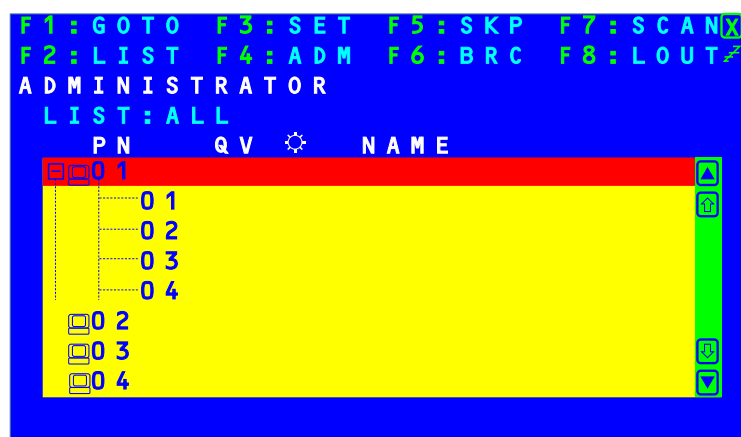 F1:GOTO F3:SET F5:SKP F7:SCAN X
F2:LIST F4:ADM F6:BRC F8:LOUT zZ
ADMINISTRATOR
LIST:ALL
PN QV NAME
01
01
02
03
04
02
03
04